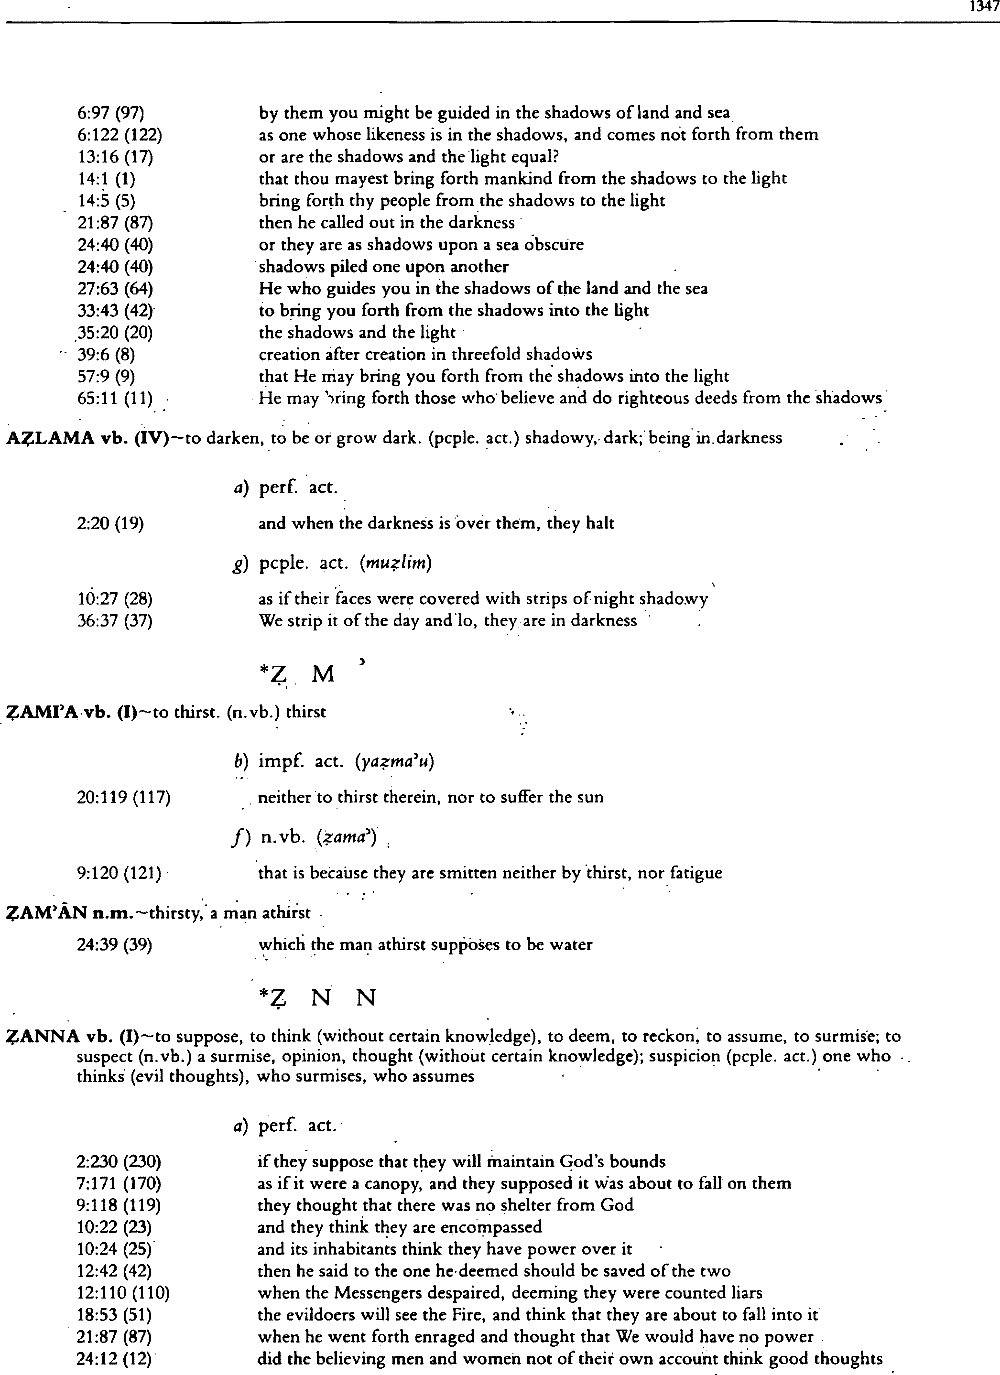 1347
6:97 (97) by them you might be guided in the shadows of land and sea
6:122 (122) as one whose likeness is in the shadows, and comes not forth from them
13:16 (17) or are the shadows and the light equal?
14:1 (1) that thou mayest bring forth mankind from the shadows to the light
14:5 (5) bring forth thy people from the shadows to the light
21:87 (87) then he called out in the darkness
24:40 (40) or they are as shadows upon a sea obscure
24:40 (40) shadows piled one upon another
27:63 (64) He who guides you in the shadows of the land and the sea
33:43 (42) to bring you forth from the shadows into the light
35:20 (20) the shadows and the light
39:6 (8) creation after creation in threefold shadows
57:9 (9) that He may bring you forth from the shadows into the light
65:11 (11) He may bring forth those who believe and do righteous deeds from the shadows
AẒLAMA vb. (IV)~to darken, to be or grow dark. (pcple. act.) shadowy, dark; being in darkness
a) perf. act.
2:20 (19) and when the darkness is over them, they halt
g) pcple. act. (muẓlim)
10:27 (28) as if their faces were covered with strips of night shadowy
36:37 (37) We strip it of the day and lo, they are in darkness
*Ẓ M ʾ
ẒAMI'A vb. (I)~to thirst. (n.vb.) thirst
b) impf. act. (yaẓmaʾu)
20:119 (117) neither to thirst therein, nor to suffer the sun
f) n.vb. (ẓamaʾ)
9:120 (121) that is because they are smitten neither by thirst, nor fatigue
ẒAMʾÂN n.m.~thirsty, a man athirst
24:39 (39) which the man athirst supposes to be water
*Ẓ N N
ẒANNA vb. (I)~to suppose, to think (without certain knowledge), to deem, to reckon, to assume, to surmise; to
suspect (n.vb.) a surmise, opinion, thought (without certain knowledge); suspicion (pcple. act.) one who
thinks (evil thoughts), who surmises, who assumes
a) perf. act.
2:230 (230) if they suppose that they will maintain God's bounds
7:171 (170) as if it were a canopy, and they supposed it was about to fall on them
9:118 (119) they thought that there was no shelter from God
10:22 (23) and they think they are encompassed
10:24 (25) and its inhabitants think they have power over it
12:42 (42) then he said to the one he deemed should be saved of the two
12:110 (110) when the Messengers despaired, deeming they were counted liars
18:53 (51) the evildoers will see the Fire, and think that they are about to fall into it
21:87 (87) when he went forth enraged and thought that We would have no power
24:12 (12) did the believing men and women not of their own account think good thoughts